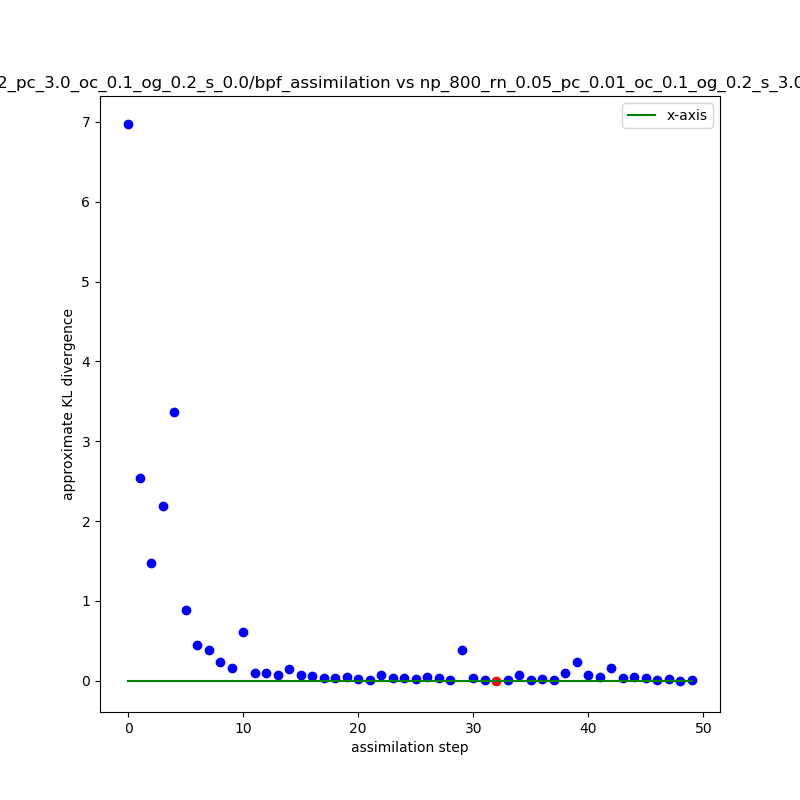 2_pc_3.0_oc_0.1_og_0.2_s_0.0/bpf_assimilation vs np_800_rn_0.05_pc_0.01_oc_0.1_og_0.2_s_3.0
x-axis
7
6
5
4
3
2
1
0
approximate KL divergence
0 10 20 30 40 50
assimilation step